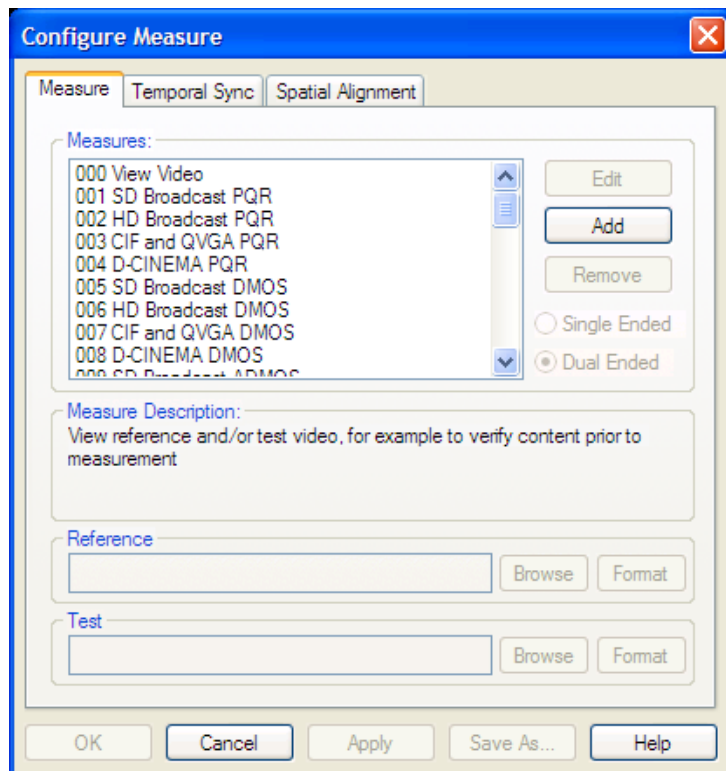 Configure Measure
Measure
Temporal Sync
Spatial Alignment
Measures:
000 View Video
001 SD Broadcast PQR
002 HD Broadcast PQR
003 CIF and QVGA PQR
004 D-CINEMA PQR
005 SD Broadcast DMOS
006 HD Broadcast DMOS
007 CIF and QVGA DMOS
008 D-CINEMA DMOS
009 SD Broadcast ADMOS
Edit
Add
Remove
Single Ended
Dual Ended
Measure Description:
View reference and/or test video, for example to verify content prior to
measurement
Reference
Browse
Format
Test
Browse
Format
OK
Cancel
Apply
Save As...
Help